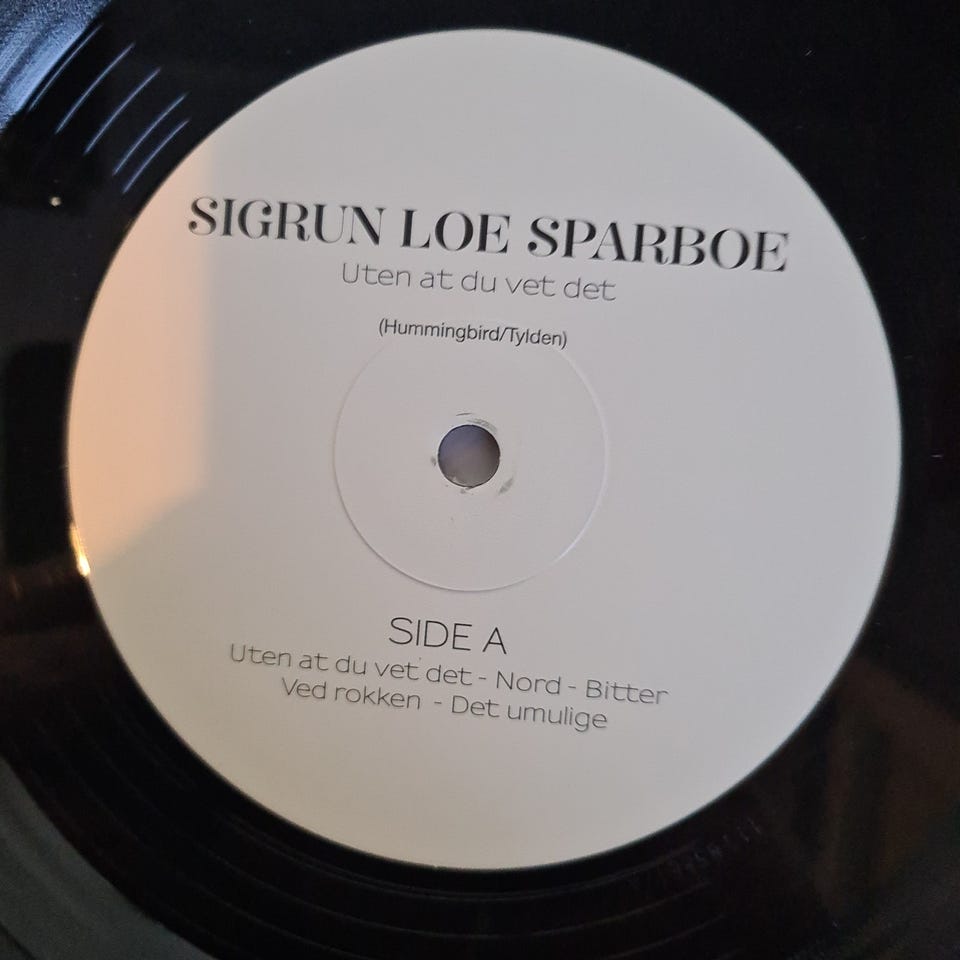 SIGRUN LOE SPARBOE
Uten at du vet det
(Hummingbird/Tylden)
SIDE A
Uten at du vet det - Nord - Bitter
Ved rokken - Det umulige